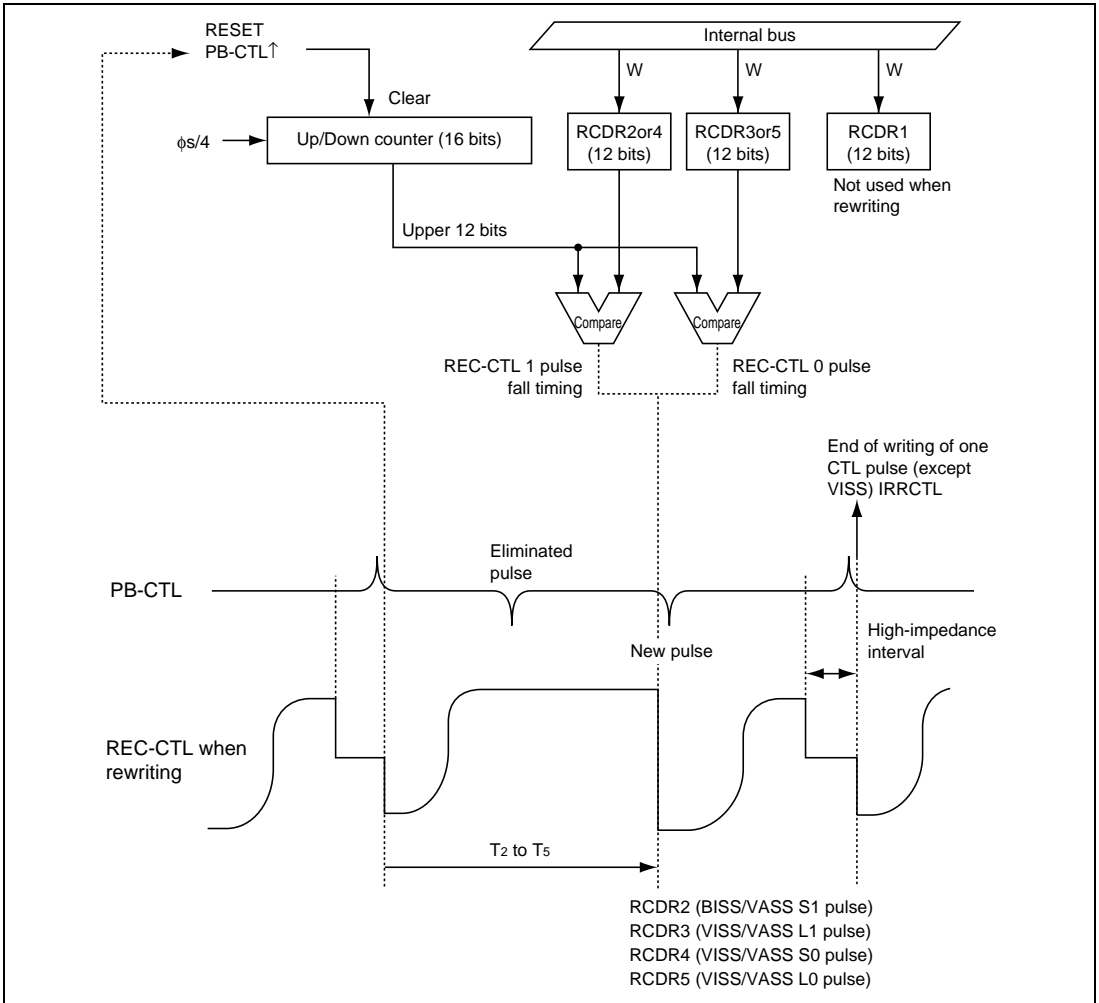 RESET
PB-CTL↑
Internal bus
W
W
W
Clear
φs/4
Up/Down counter (16 bits)
RCDR2or4
(12 bits)
RCDR3or5
(12 bits)
RCDR1
(12 bits)
Not used when
rewriting
Upper 12 bits
Compare
Compare
REC-CTL 1 pulse
fall timing
REC-CTL 0 pulse
fall timing
End of writing of one
CTL pulse (except
VISS) IRRCTL
Eliminated
pulse
PB-CTL
New pulse
High-impedance
interval
REC-CTL when
rewriting
T2 to T5
RCDR2 (BISS/VASS S1 pulse)
RCDR3 (VISS/VASS L1 pulse)
RCDR4 (VISS/VASS S0 pulse)
RCDR5 (VISS/VASS L0 pulse)